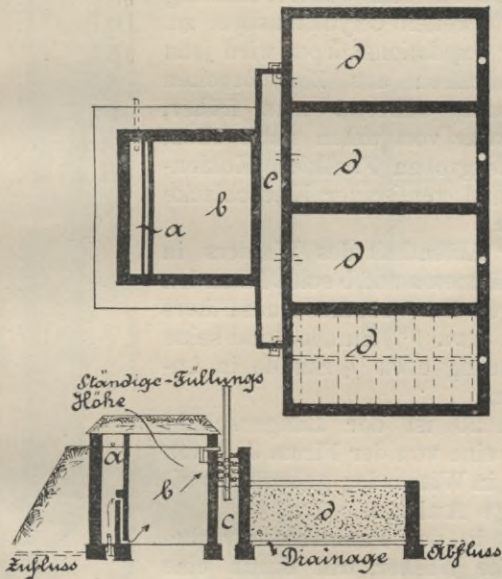 d
d
a
b
c
d
d
Ständige-Füllungs
Höhe
a
b
c
d
Zufluss
Drainage
Abfluss